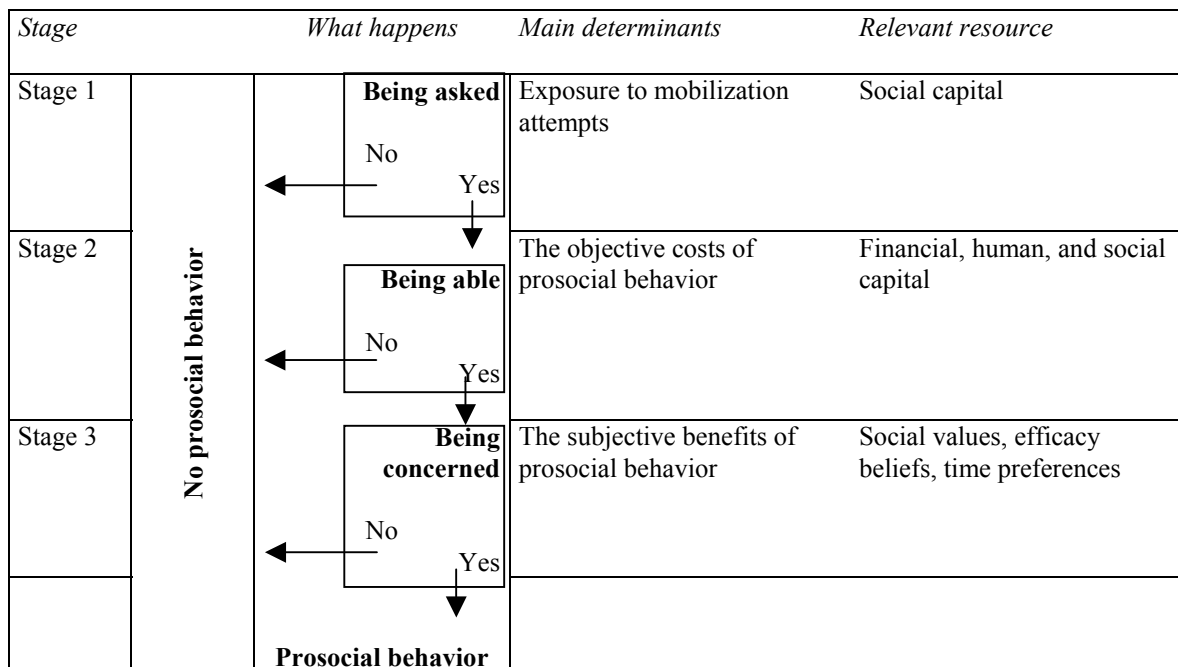 Stage What happens Main determinants Relevant resource
Stage 1 Being asked Exposure to mobilization Social capital
attempts
No
Yes
Stage 2 The objective costs of Financial, human, and social
Being able prosocial behavior capital
No
Yes
No prosocial behavior
Stage 3 Being The subjective benefits of Social values, efficacy
concerned prosocial behavior beliefs, time preferences
No
Yes
Prosocial behavior